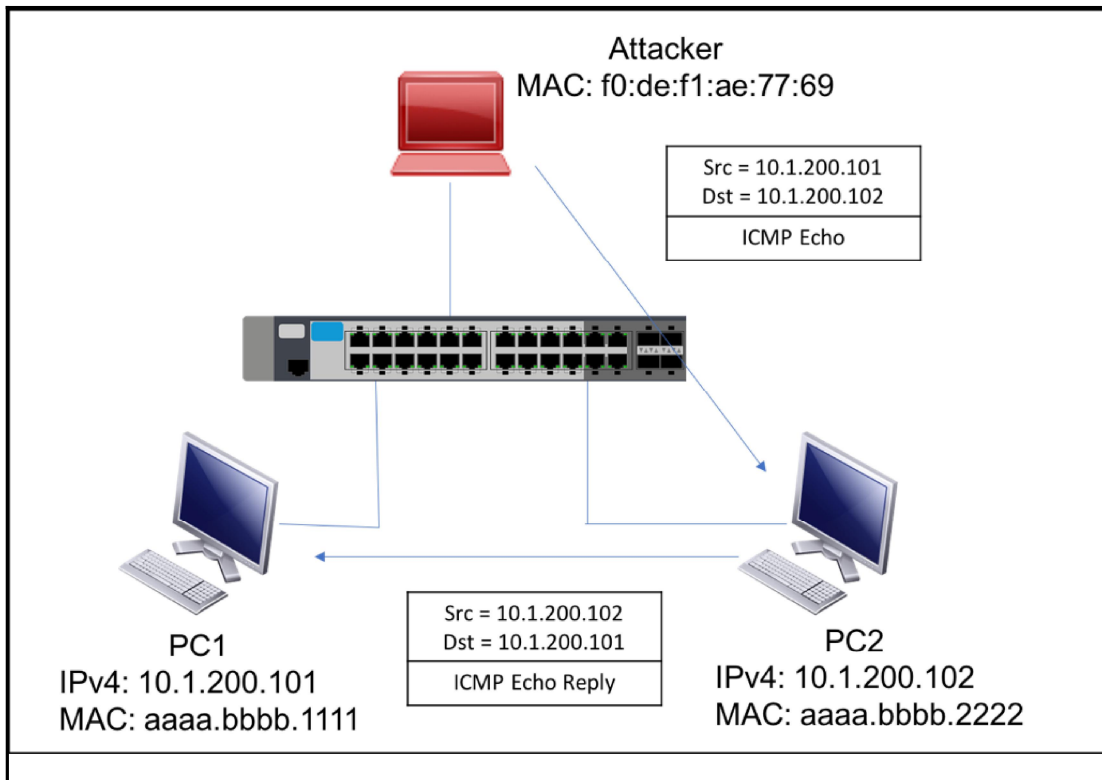 Attacker
MAC: f0:de:f1:ae:77:69
Src = 10.1.200.101
Dst = 10.1.200.102
ICMP Echo
Src = 10.1.200.102
Dst = 10.1.200.101
ICMP Echo Reply
PC1
IPv4: 10.1.200.101
MAC: aaaa.bbbb.1111
PC2
IPv4: 10.1.200.102
MAC: aaaa.bbbb.2222